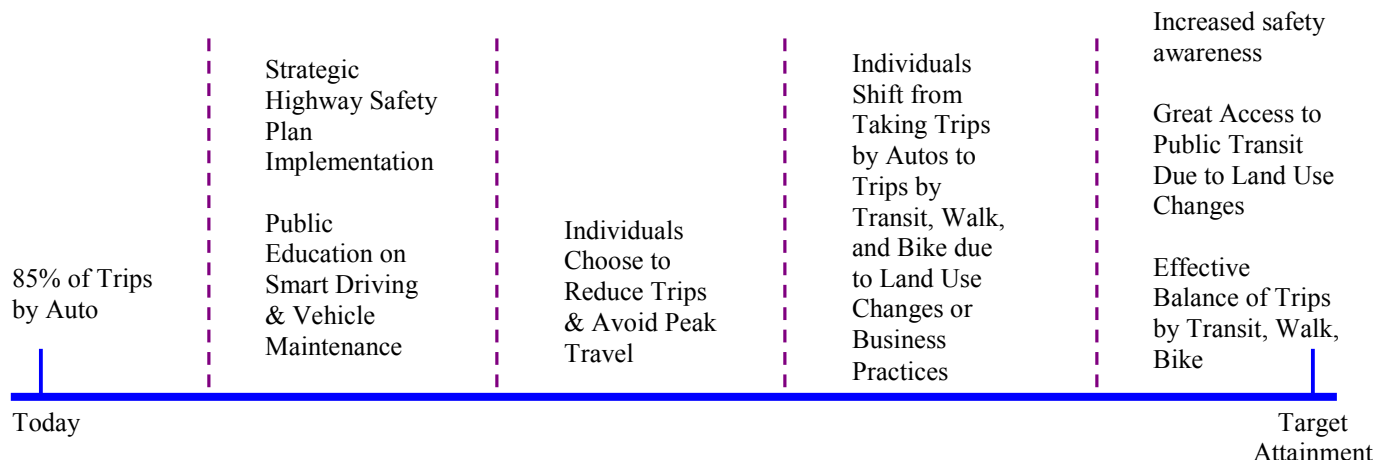 85% of Trips
by Auto
Strategic
Highway Safety
Plan
Implementation
Public
Education on
Smart Driving
& Vehicle
Maintenance
Individuals
Choose to
Reduce Trips
& Avoid Peak
Travel
Individuals
Shift from
Taking Trips
by Autos to
Trips by
Transit, Walk,
and Bike due
to Land Use
Changes or
Business
Practices
Increased safety
awareness
Great Access to
Public Transit
Due to Land Use
Changes
Effective
Balance of Trips
by Transit, Walk,
Bike
Today
Target
Attainment